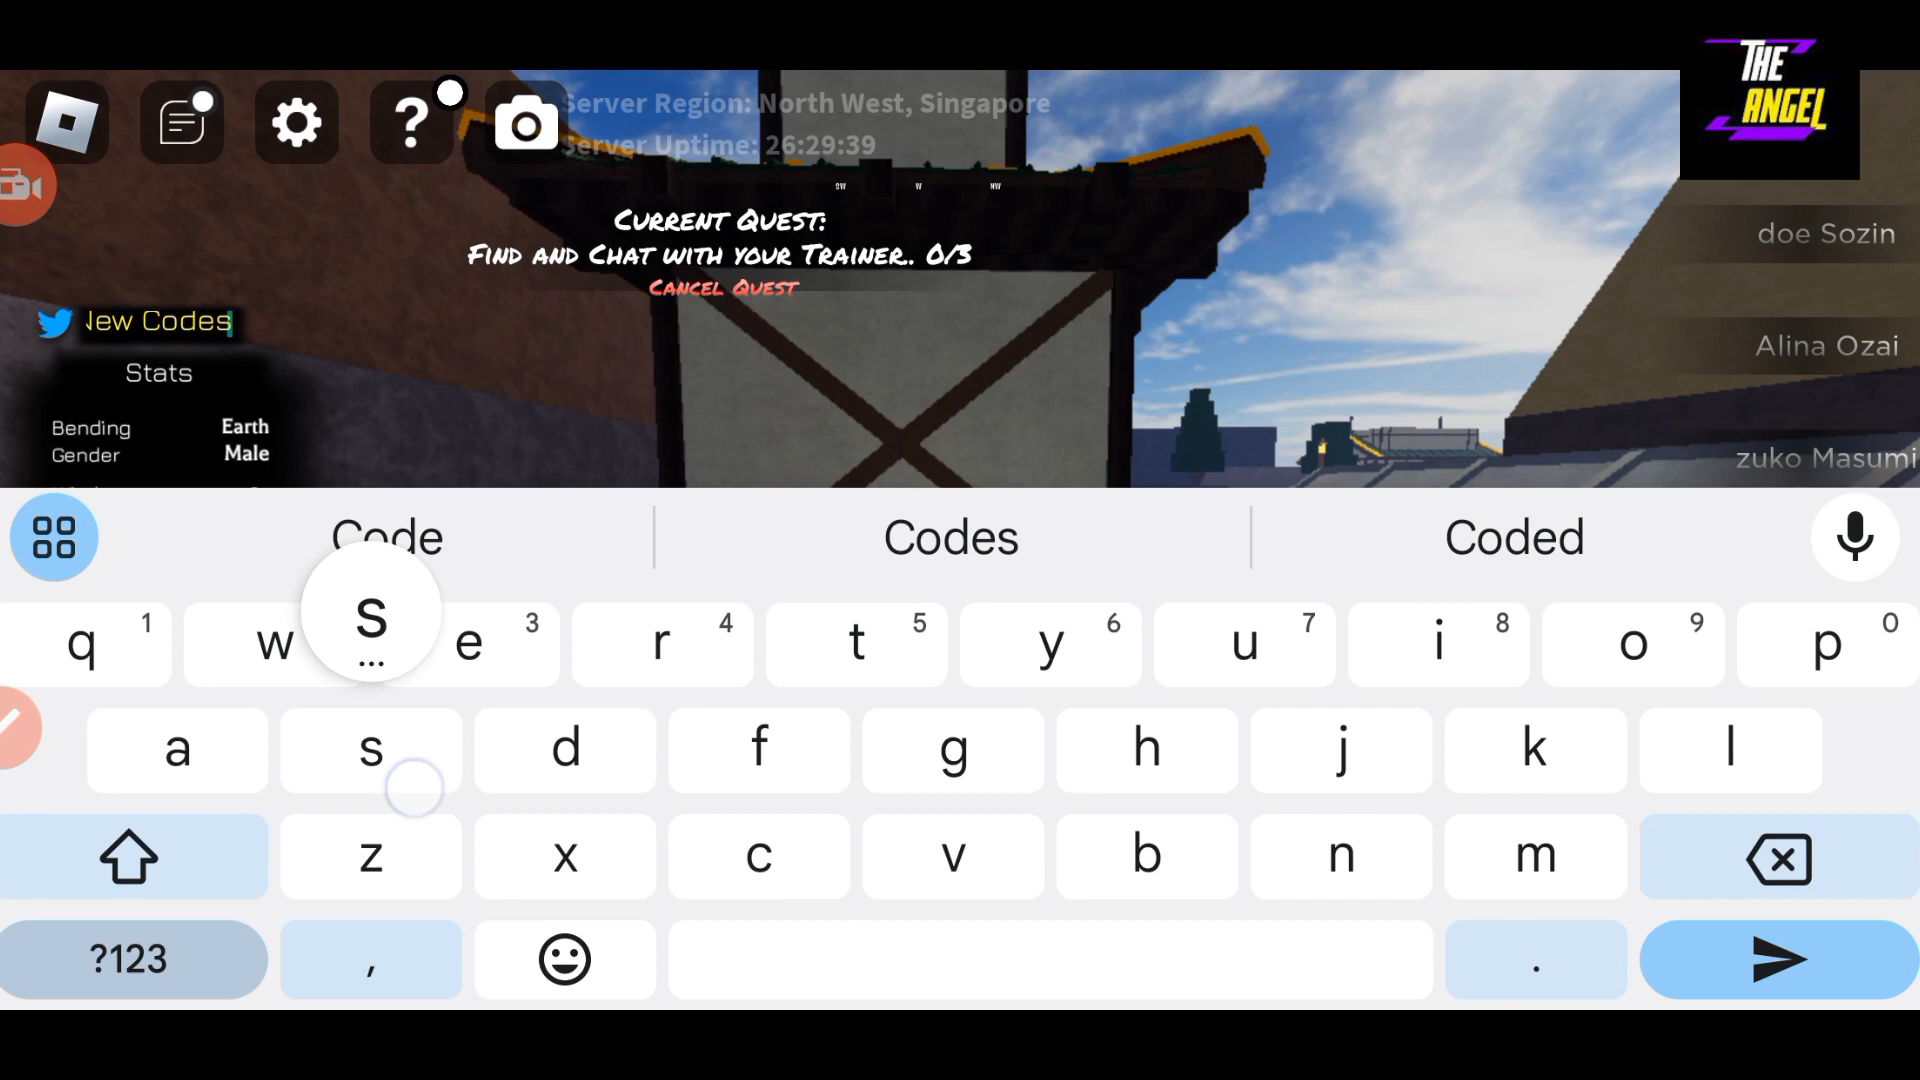 THE
ANGEL
Server Region: North West, Singapore
Server Uptime: 26:29:39
SW W NW
Current Quest:
Find and Chat with your Trainer.. 0/3
Cancel Quest
doe Sozin
Alina Ozai
zuko Masumi
New Codes
Stats
Bending Earth
Gender Male
Code Codes Coded
s
q 1 w e 3 r 4 t 5 y 6 u 7 i 8 o 9 p 0
a s d f g h j k l
z x c v b n m
?123 , .